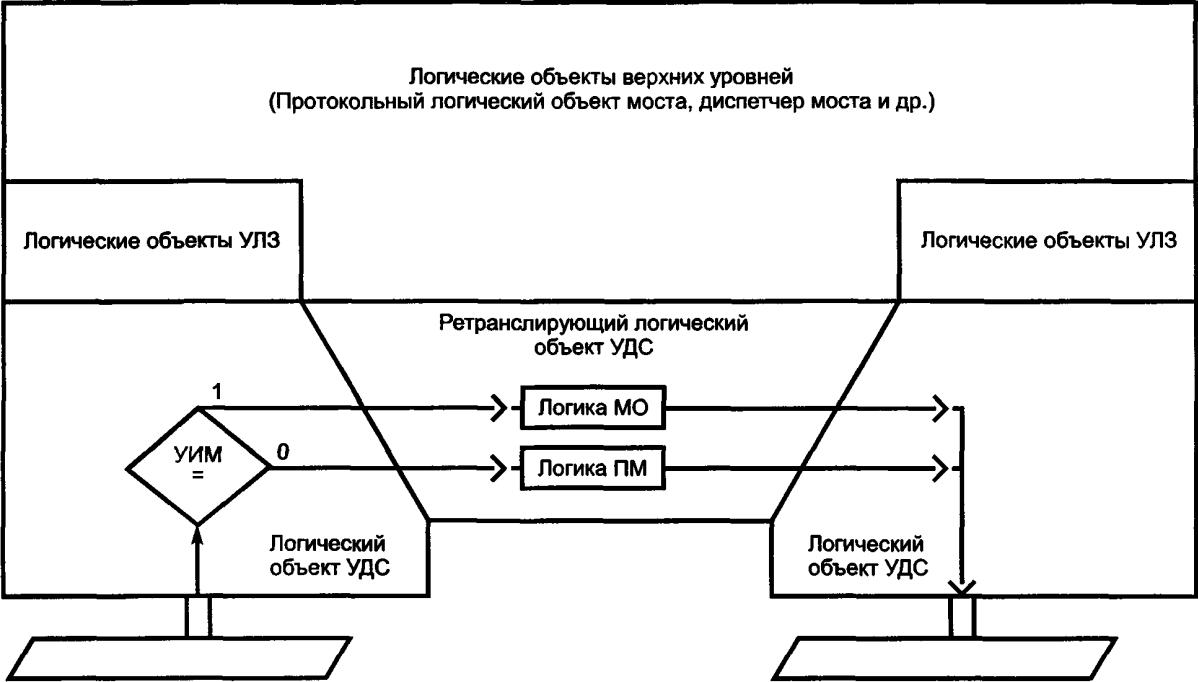 Логические объекты верхних уровней
(Протокольный логический объект моста, диспетчер моста и др.)
Логические объекты УЛЗ
Логические объекты УЛЗ
Ретранслирующий логический
объект УДС
1
Логика МО
УИМ
=
0
Логика ПМ
Логический
объект УДС
Логический
объект УДС